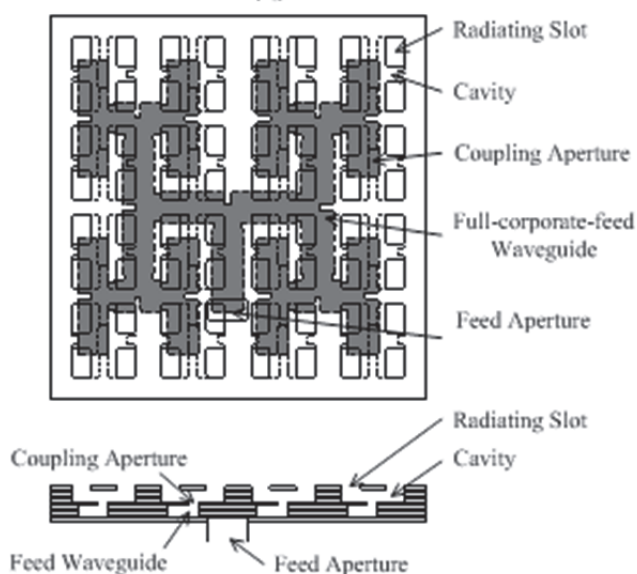 Radiating Slot
Cavity
Coupling Aperture
Full-corporate-feed
Waveguide
Feed Aperture
Radiating Slot
Coupling Aperture
Cavity
Feed Waveguide
Feed Aperture